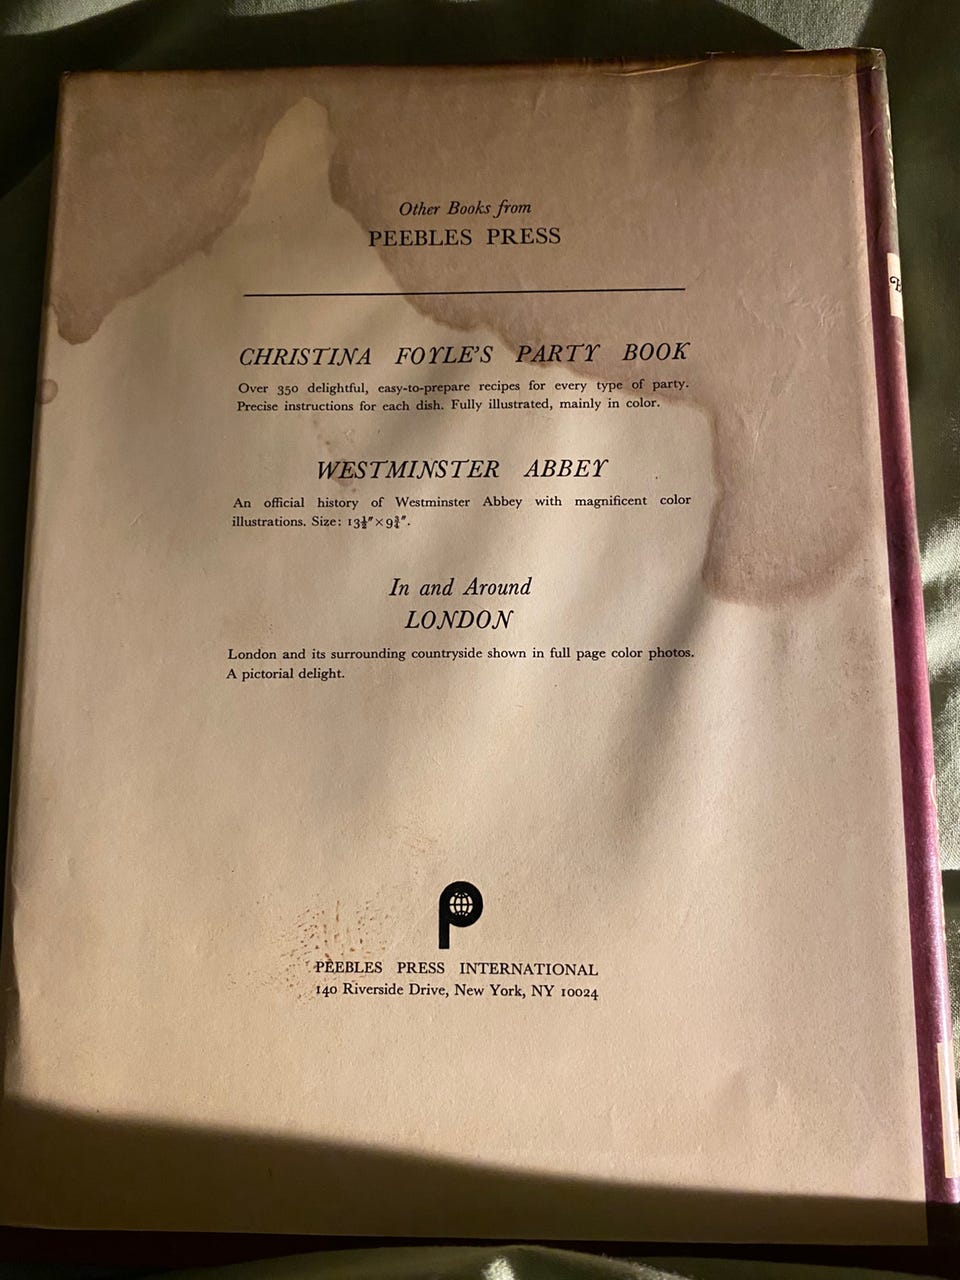 Other Books from
PEEBLES PRESS
CHRISTINA FOYLE'S PARTY BOOK
Over 350 delightful, easy-to-prepare recipes for every type of party.
Precise instructions for each dish. Fully illustrated, mainly in color.
WESTMINSTER ABBEY
An official history of Westminster Abbey with magnificent color
illustrations. Size: 13½″×9¾″.
In and Around
LONDON
London and its surrounding countryside shown in full page color photos.
A pictorial delight.
PEEBLES PRESS INTERNATIONAL
140 Riverside Drive, New York, NY 10024